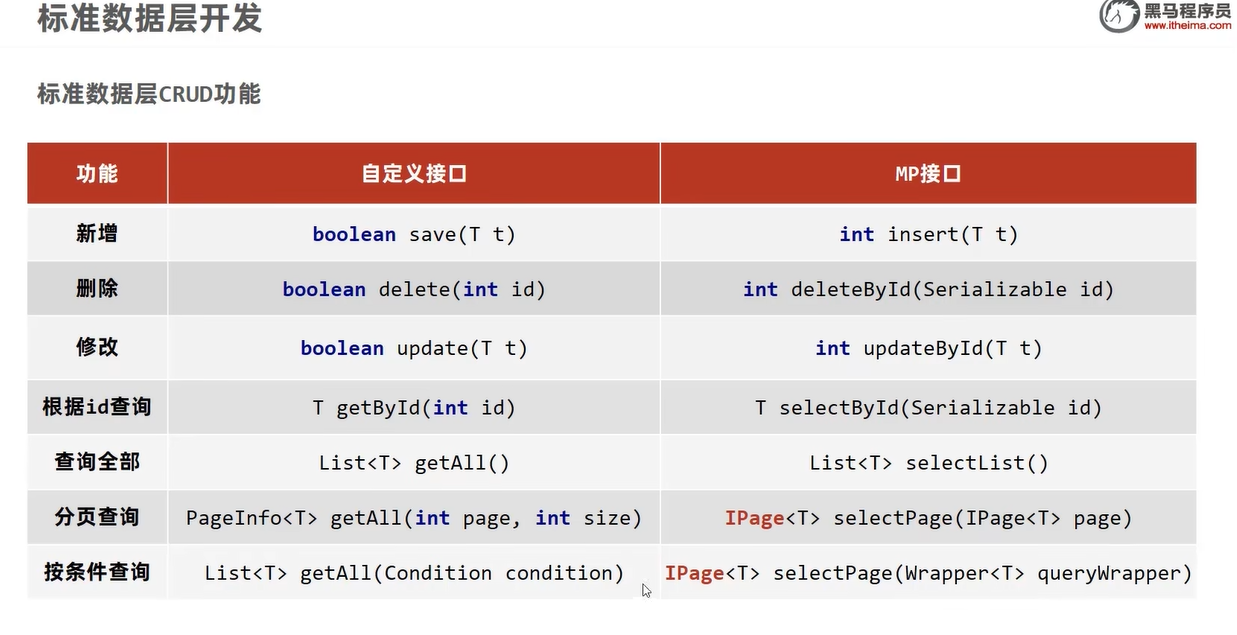 标准数据层开发
黑马程序员
www.itheima.com
标准数据层CRUD功能
功能 自定义接口 MP接口
新增 boolean save(T t) int insert(T t)
删除 boolean delete(int id) int deleteById(Serializable id)
修改 boolean update(T t) int updateById(T t)
根据id查询 T getById(int id) T selectById(Serializable id)
查询全部 List<T> getAll() List<T> selectList()
分页查询 PageInfo<T> getAll(int page, int size) IPage<T> selectPage(IPage<T> page)
按条件查询 List<T> getAll(Condition condition) IPage<T> selectPage(Wrapper<T> queryWrapper)